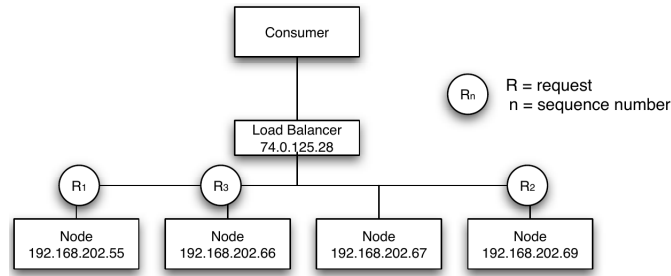 Consumer
Rn
R = request
n = sequence number
Load Balancer
74.0.125.28
R1
R3
R2
Node
192.168.202.55
Node
192.168.202.66
Node
192.168.202.67
Node
192.168.202.69